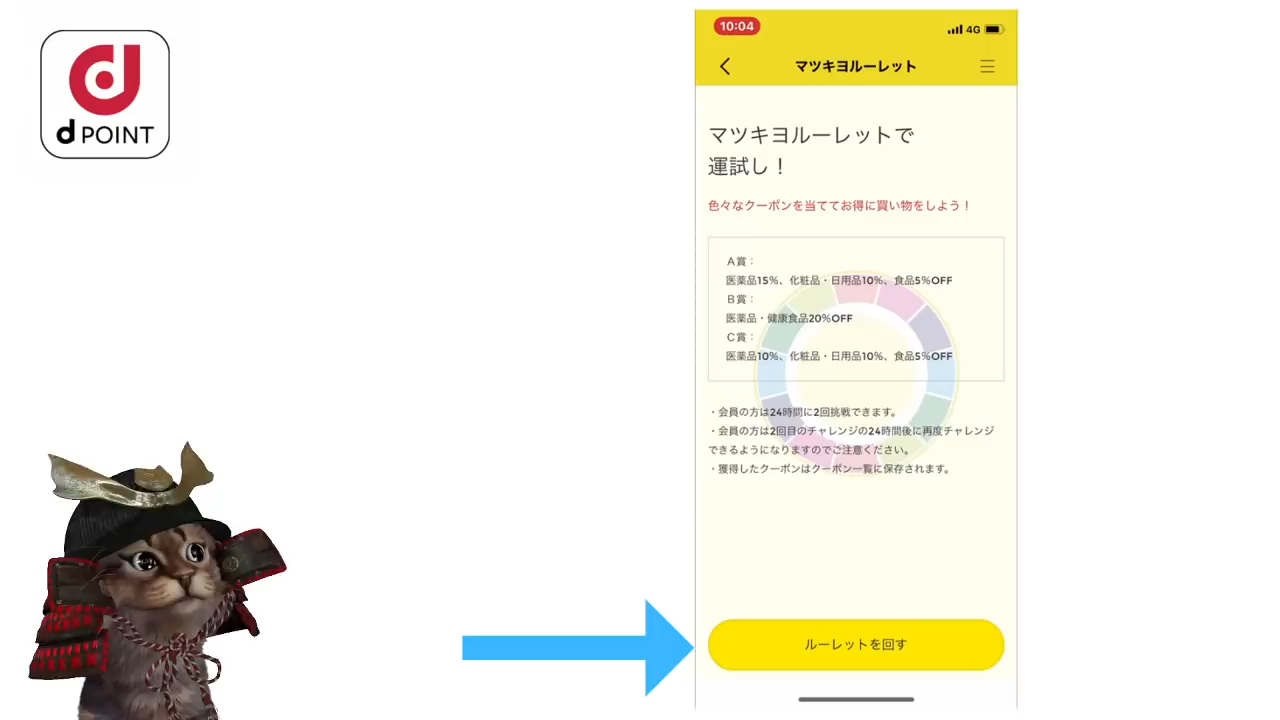 d POINT
10:04
4G
マツキヨルーレット
マツキヨルーレットで
運試し！
色々なクーポンを当ててお得に買い物をしよう！
A賞：
医薬品15%、化粧品・日用品10%、食品5%OFF
B賞：
医薬品・健康食品20%OFF
C賞：
医薬品10%、化粧品・日用品10%、食品5%OFF
・会員の方は24時間に2回挑戦できます。
・会員の方は2回目のチャレンジの24時間後に再度チャレンジ
できるようになりますのでご注意ください。
・獲得したクーポンはクーポン一覧に保存されます。
ルーレットを回す